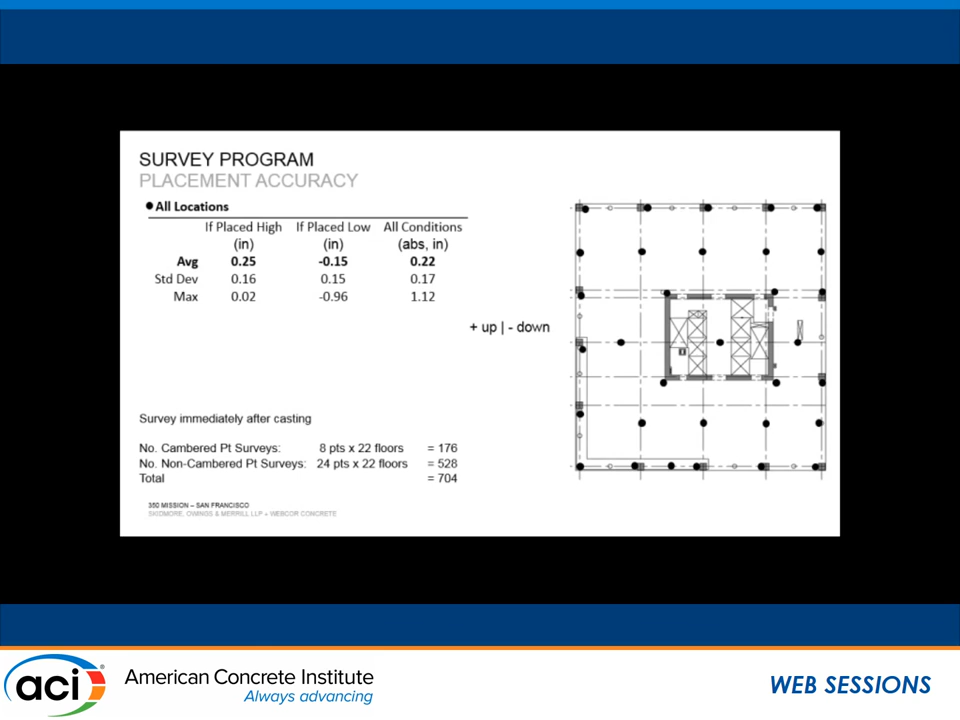 SURVEY PROGRAM
PLACEMENT ACCURACY
● All Locations
If Placed High If Placed Low All Conditions
(in) (in) (abs, in)
Avg 0.25 -0.15 0.22
Std Dev 0.16 0.15 0.17
Max 0.02 -0.96 1.12
+ up | - down
Survey immediately after casting
No. Cambered Pt Surveys: 8 pts x 22 floors = 176
No. Non-Cambered Pt Surveys: 24 pts x 22 floors = 528
Total = 704
350 MISSION – SAN FRANCISCO
SKIDMORE, OWINGS & MERRILL LLP + WEBCOR CONCRETE
aci® American Concrete Institute
Always advancing
WEB SESSIONS